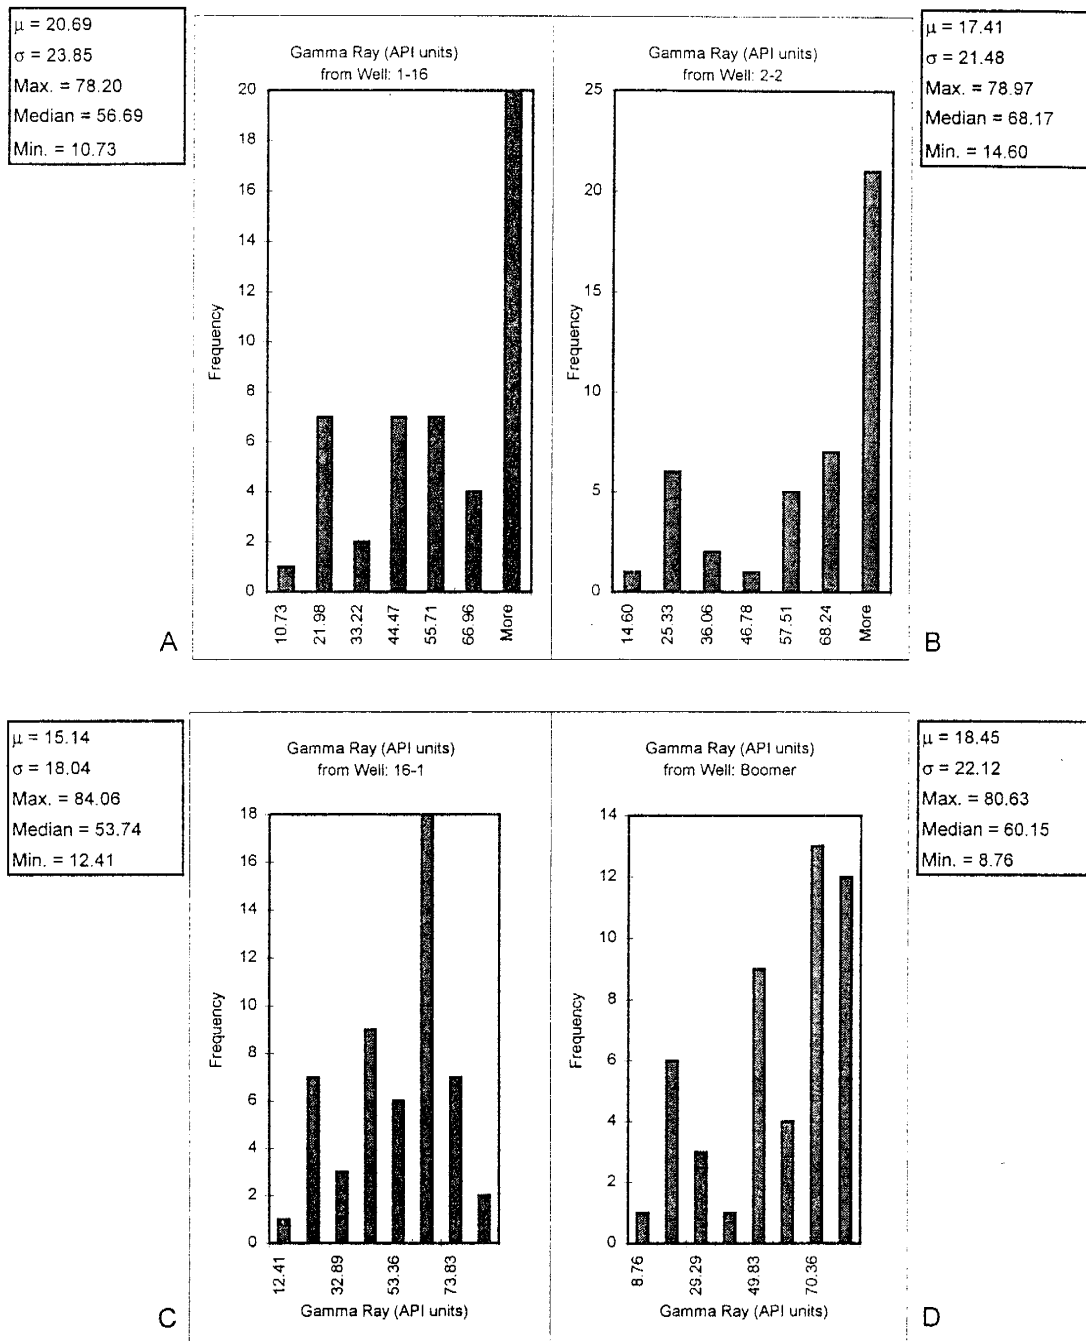 μ = 20.69
σ = 23.85
Max. = 78.20
Median = 56.69
Min. = 10.73
Gamma Ray (API units)
from Well: 1-16
20
18
16
14
12
10
8
6
4
2
0
Frequency
10.73
21.98
33.22
44.47
55.71
66.96
More
A
Gamma Ray (API units)
from Well: 2-2
25
20
15
10
5
0
Frequency
14.60
25.33
36.06
46.78
57.51
68.24
More
B
μ = 17.41
σ = 21.48
Max. = 78.97
Median = 68.17
Min. = 14.60
μ = 15.14
σ = 18.04
Max. = 84.06
Median = 53.74
Min. = 12.41
Gamma Ray (API units)
from Well: 16-1
18
16
14
12
10
8
6
4
2
0
Frequency
12.41
32.89
53.36
73.83
Gamma Ray (API units)
C
Gamma Ray (API units)
from Well: Boomer
14
12
10
8
6
4
2
0
Frequency
8.76
29.29
49.83
70.36
Gamma Ray (API units)
D
μ = 18.45
σ = 22.12
Max. = 80.63
Median = 60.15
Min. = 8.76